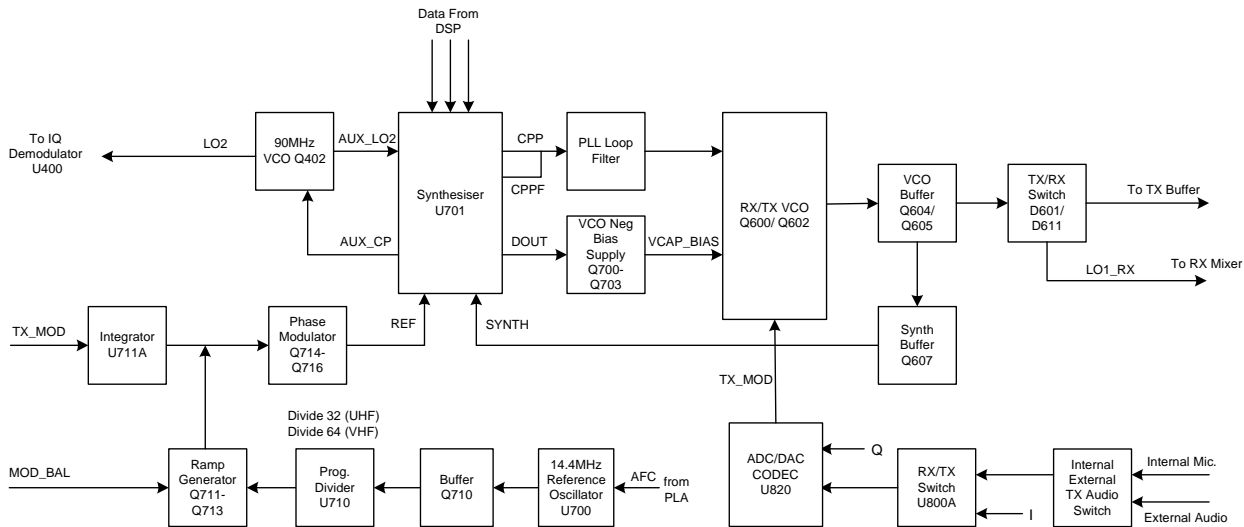 Data From
DSP
To IQ
Demodulator
U400
LO2
90MHz
VCO Q402
AUX_LO2
AUX_CP
Synthesiser
U701
CPP
CPPF
PLL Loop
Filter
DOUT
VCO Neg
Bias
Supply
Q700-
Q703
VCAP_BIAS
RX/TX VCO
Q600/ Q602
VCO
Buffer
Q604/
Q605
TX/RX
Switch
D601/
D611
To TX Buffer
LO1_RX
To RX Mixer
TX_MOD
Integrator
U711A
Phase
Modulator
Q714-
Q716
REF
SYNTH
Synth
Buffer
Q607
TX_MOD
Divide 32 (UHF)
Divide 64 (VHF)
MOD_BAL
Ramp
Generator
Q711-
Q713
Prog.
Divider
U710
Buffer
Q710
14.4MHz
Reference
Oscillator
U700
AFC
from
PLA
ADC/DAC
CODEC
U820
Q
RX/TX
Switch
U800A
I
Internal
External
TX Audio
Switch
Internal Mic.
External Audio